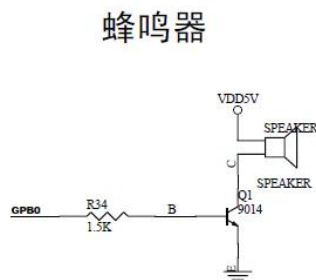 蜂鸣器
VDD5V
SPEAKER
C
SPEAKER
R34
Q1
GPB0
B
9014
1.5K
E